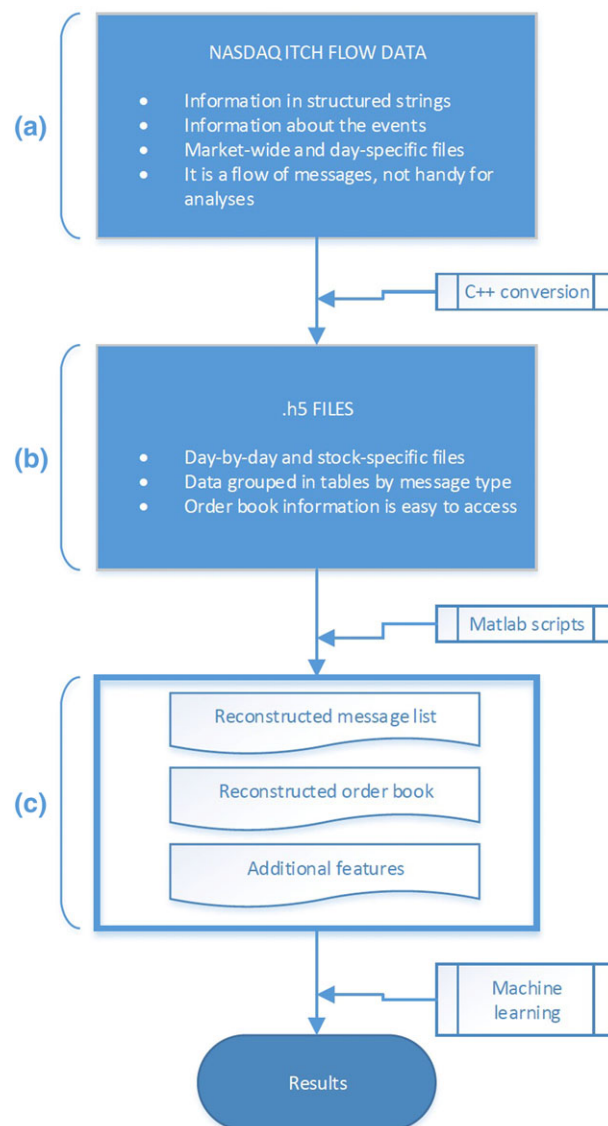 NASDAQ ITCH FLOW DATA
(a)
• Information in structured strings
• Information about the events
• Market-wide and day-specific files
• It is a flow of messages, not handy for
analyses
C++ conversion
.h5 FILES
(b)
• Day-by-day and stock-specific files
• Data grouped in tables by message type
• Order book information is easy to access
Matlab scripts
Reconstructed message list
(c)
Reconstructed order book
Additional features
Machine
learning
Results